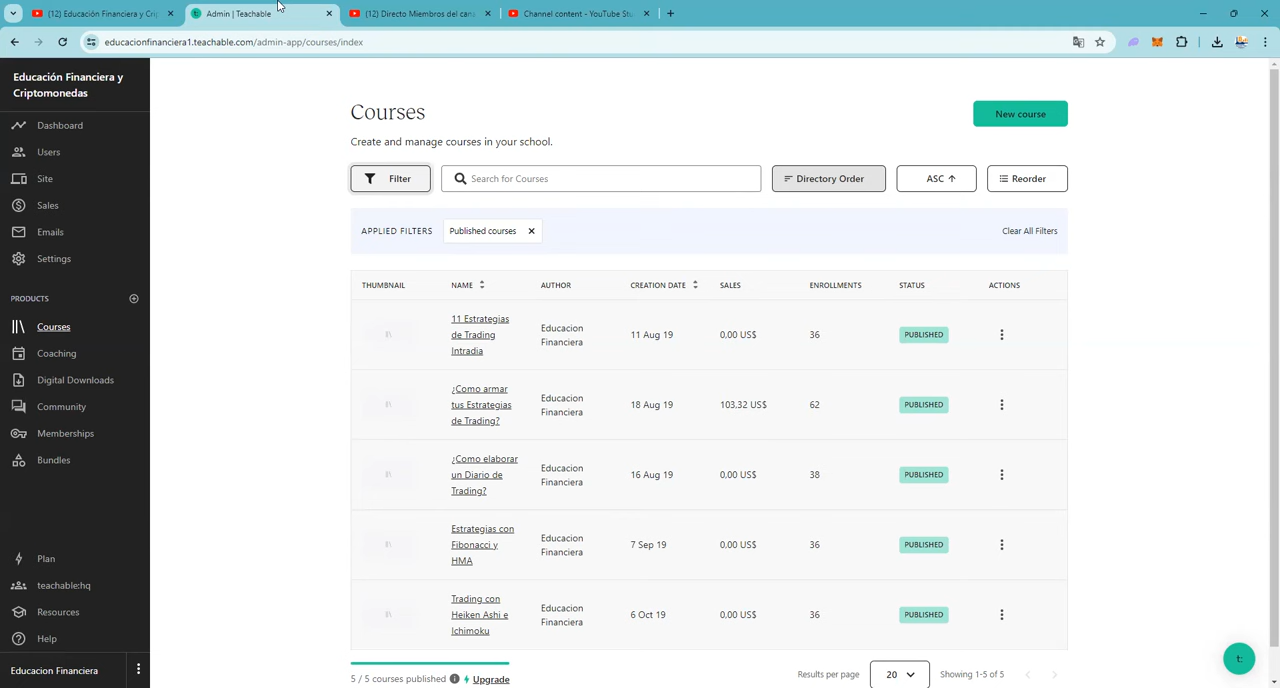 (12) Educación Financiera y Cri
Admin | Teachable
(12) Directo Miembros del can
Channel content - YouTube Stu
educacionfinanciera1.teachable.com/admin-app/courses/index
Educación Financiera y
Criptomonedas
Dashboard
Users
Site
Sales
Emails
Settings
PRODUCTS
Courses
Coaching
Digital Downloads
Community
Memberships
Bundles
Plan
teachable:hq
Resources
Help
Educacion Financiera
Courses
New course
Create and manage courses in your school.
Filter
Search for Courses
Directory Order
ASC ↑
Reorder
APPLIED FILTERS
Published courses
Clear All Filters
THUMBNAIL NAME AUTHOR CREATION DATE SALES ENROLLMENTS STATUS ACTIONS
11 Estrategias
de Trading
Intradia
Educacion
Financiera
11 Aug 19
0,00 US$
36
PUBLISHED
¿Como armar
tus Estrategias
de Trading?
Educacion
Financiera
18 Aug 19
103,32 US$
62
PUBLISHED
¿Como elaborar
un Diario de
Trading?
Educacion
Financiera
16 Aug 19
0,00 US$
38
PUBLISHED
Estrategias con
Fibonacci y
HMA
Educacion
Financiera
7 Sep 19
0,00 US$
36
PUBLISHED
Trading con
Heiken Ashi e
Ichimoku
Educacion
Financiera
6 Oct 19
0,00 US$
36
PUBLISHED
5 / 5 courses published
Upgrade
Results per page
20
Showing 1-5 of 5
t: